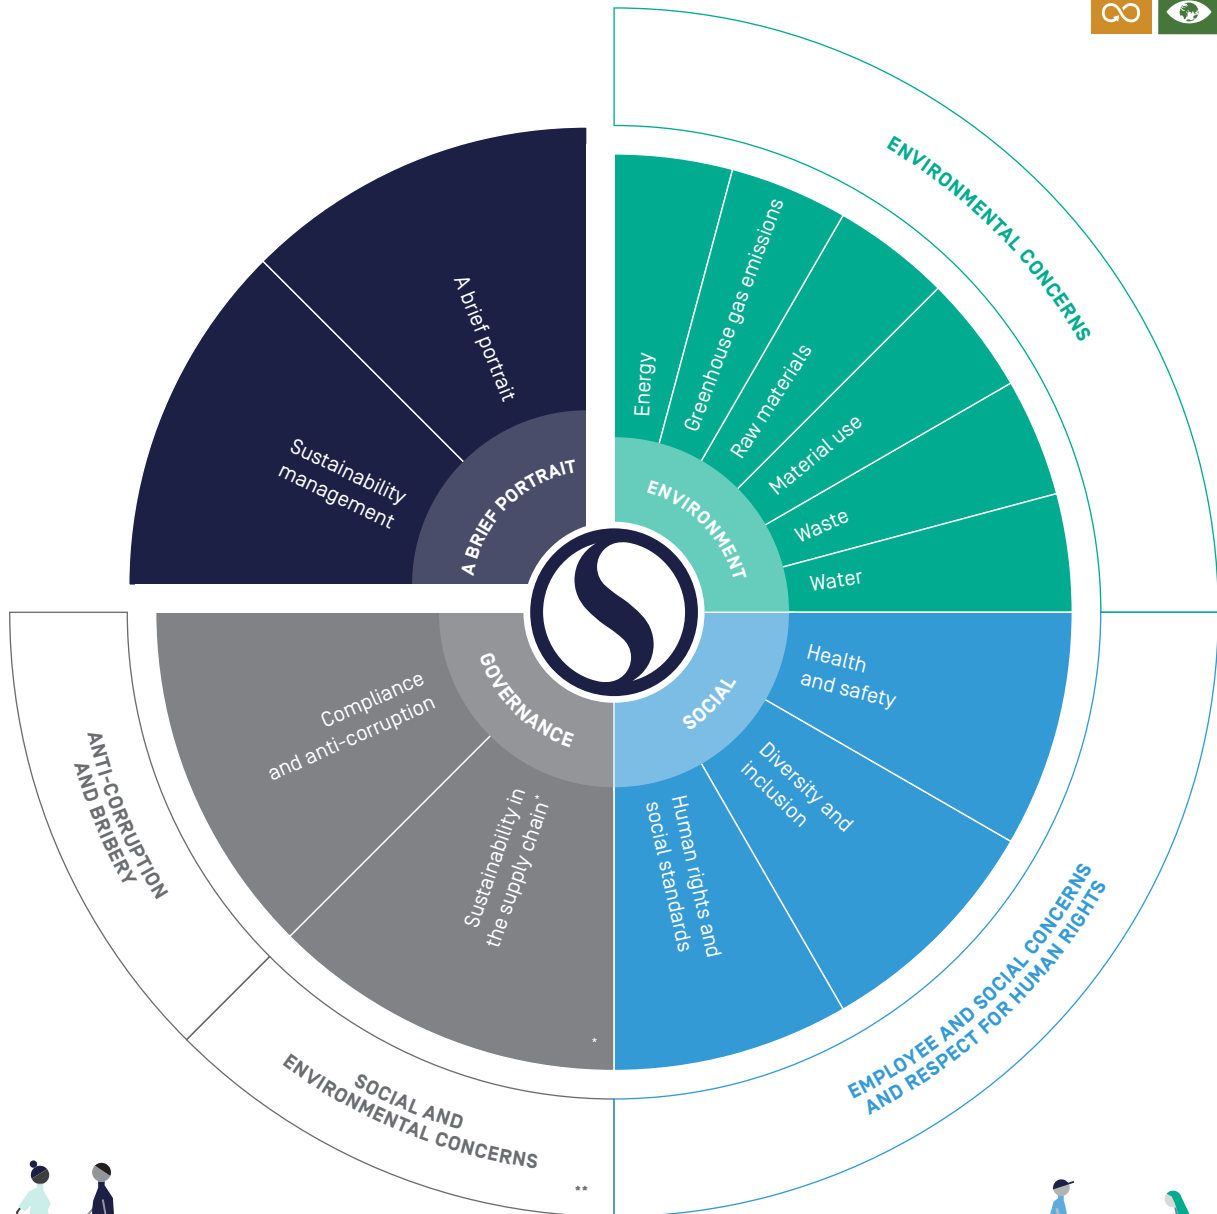 ENVIRONMENTAL CONCERNS
A brief portrait
Sustainability
management
A BRIEF PORTRAIT
Energy
Greenhouse gas emissions
Raw materials
Material use
Waste
Water
ENVIRONMENT
Health
and safety
Diversity and
inclusion
Human rights and
social standards
SOCIAL
EMPLOYEE AND SOCIAL CONCERNS
AND RESPECT FOR HUMAN RIGHTS
GOVERNANCE
Compliance
and anti-corruption
Sustainability in
the supply chain*
*
ANTI-CORRUPTION
AND BRIBERY
SOCIAL AND
ENVIRONMENTAL CONCERNS
**